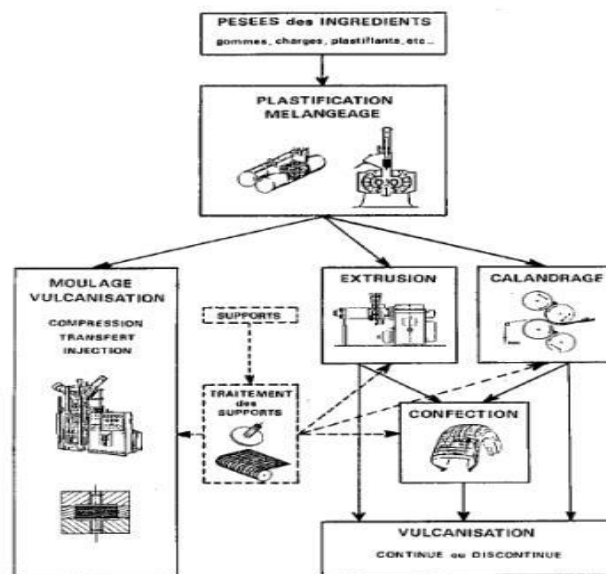 PESEES des INGREDIENTS
gommes, charges, plastifiants, etc...
PLASTIFICATION
MELANGEAGE
MOULAGE
VULCANISATION
COMPRESSION
TRANSFERT
INJECTION
SUPPORTS
TRAITEMENT
des
SUPPORTS
EXTRUSION
CALANDRAGE
CONFECTION
VULCANISATION
CONTINUE ou DISCONTINUE